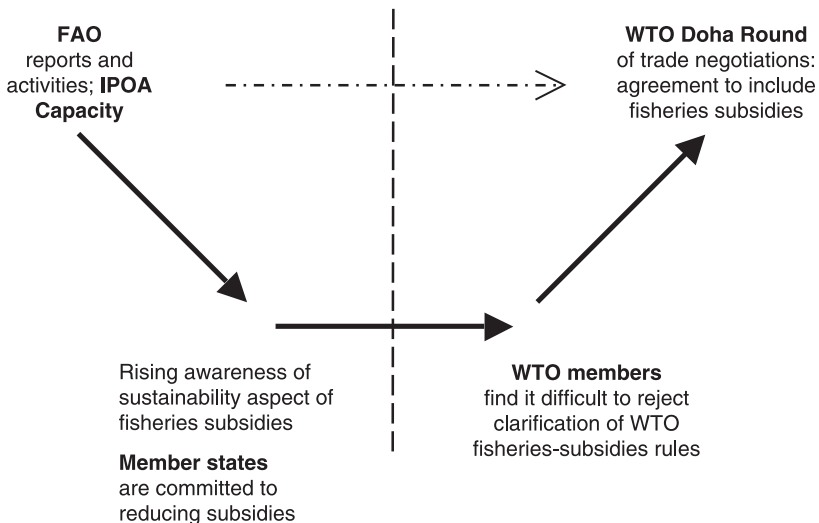 FAO
reports and
activities; IPOA
Capacity
WTO Doha Round
of trade negotiations:
agreement to include
fisheries subsidies
Rising awareness of
sustainability aspect of
fisheries subsidies
Member states
are committed to
reducing subsidies
WTO members
find it difficult to reject
clarification of WTO
fisheries-subsidies rules